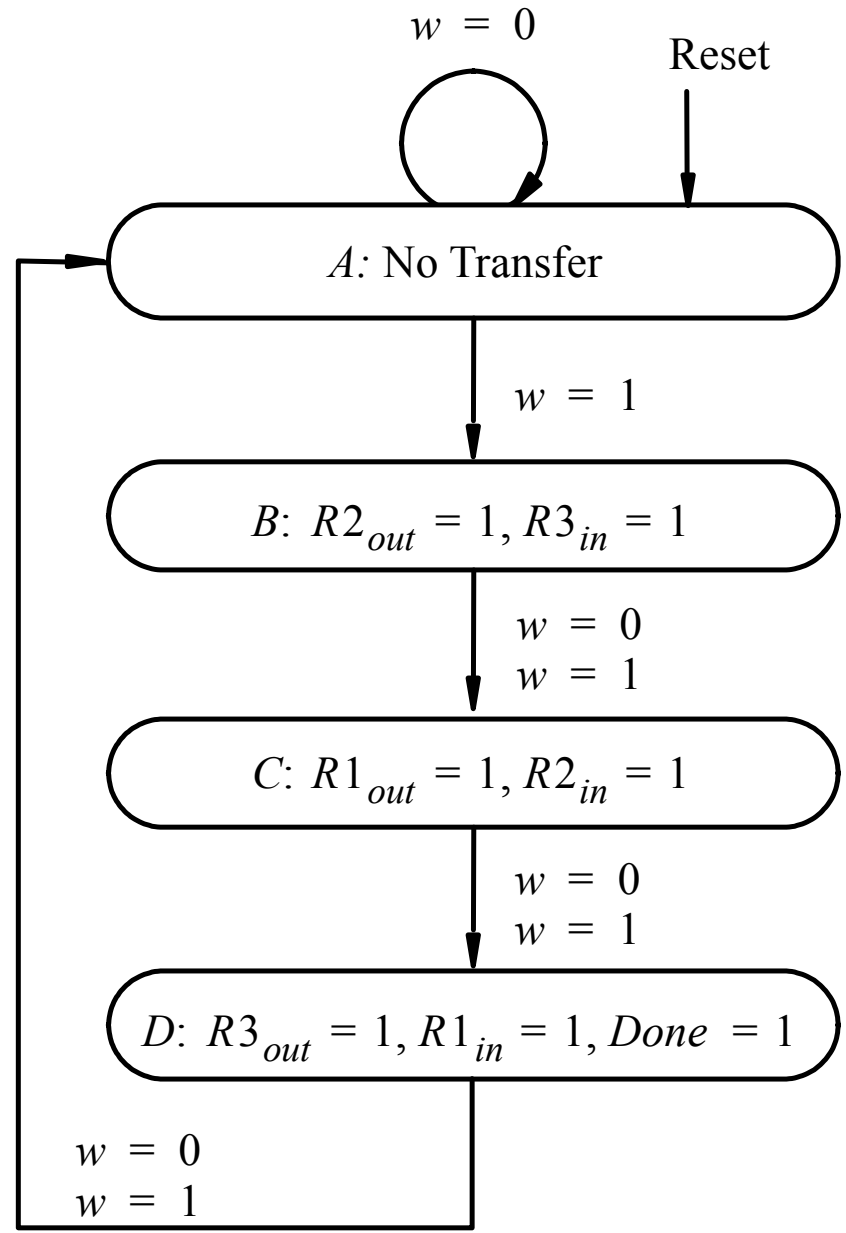 w = 0
Reset
A: No Transfer
w = 1
B: R2out = 1, R3in = 1
w = 0
w = 1
C: R1out = 1, R2in = 1
w = 0
w = 1
D: R3out = 1, R1in = 1, Done = 1
w = 0
w = 1